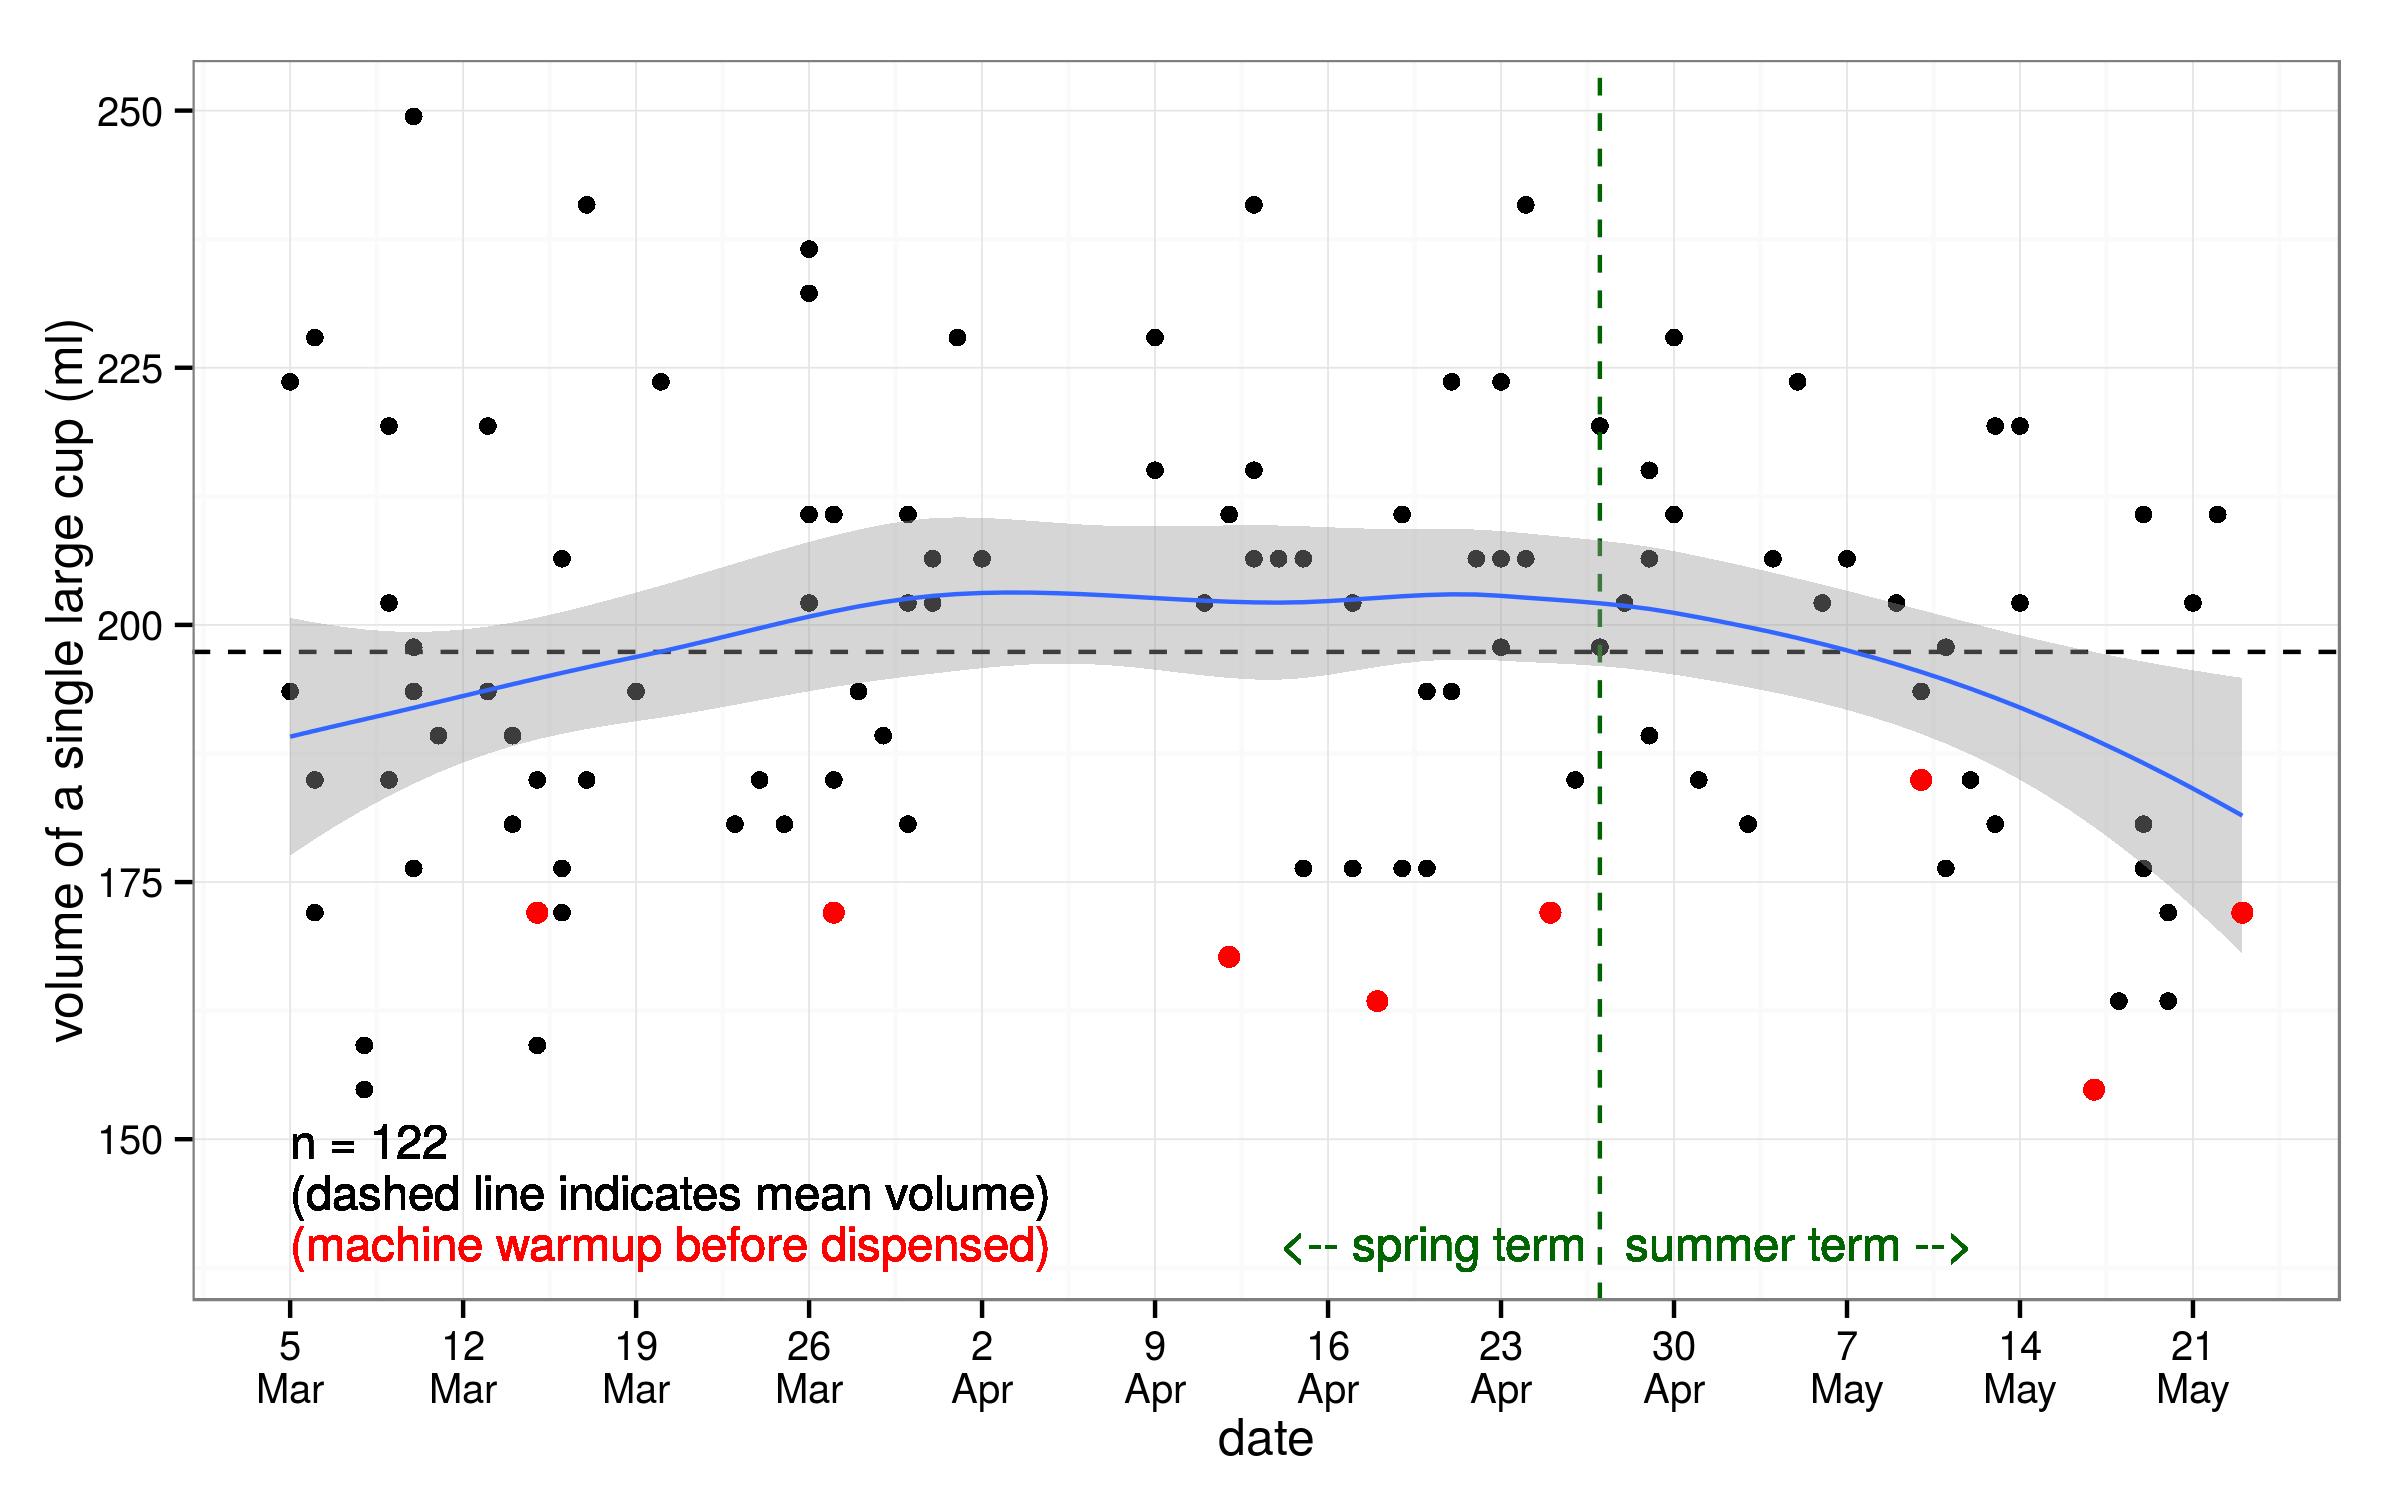 volume of a single large cup (ml)
250
225
200
175
150
n = 122
(dashed line indicates mean volume)
(machine warmup before dispensed)
<-- spring term
summer term -->
5 12 19 26 2 9 16 23 30 7 14 21
Mar Mar Mar Mar Apr Apr Apr Apr Apr May May May
date